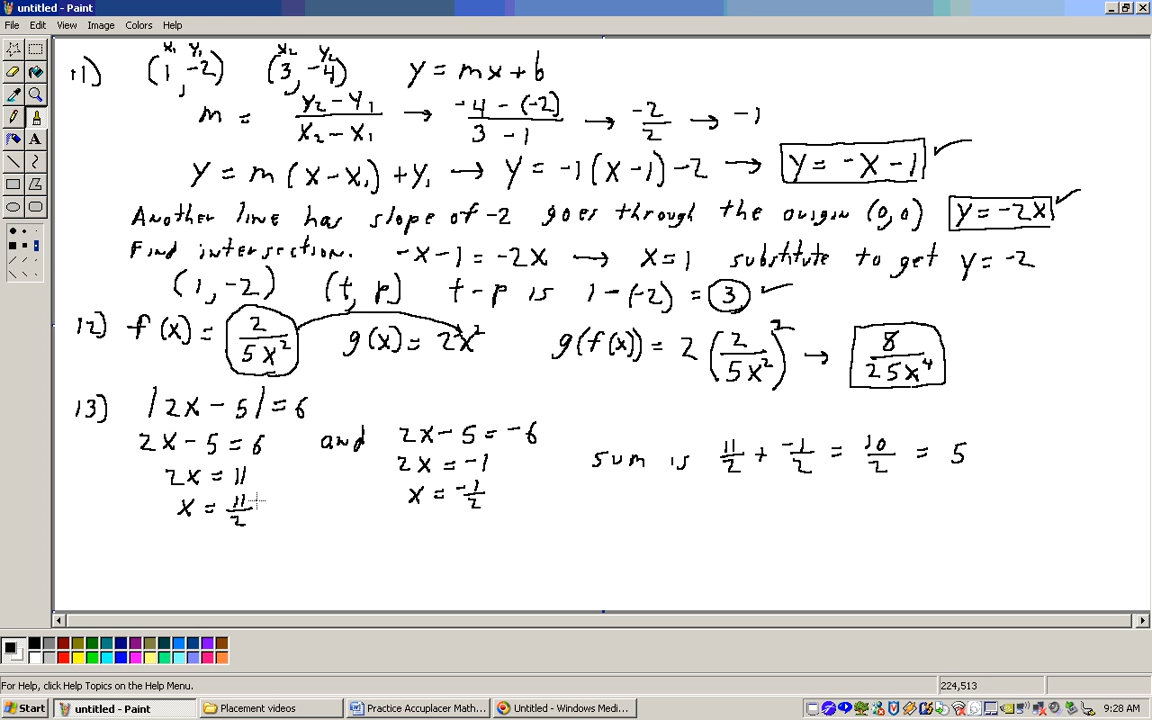 untitled - Paint
File Edit View Image Colors Help
x₁ y₁ x₂ y₂
11) (1, -2) (3, -4) y = mx + b
m = (y₂ - y₁)/(x₂ - x₁) → (-4 - (-2))/(3 - 1) → -2/2 → -1
y = m(x - x₁) + y₁ → y = -1(x - 1) - 2 → y = -x - 1 ✓
Another line has slope of -2 goes through the origin (0,0) y = -2x ✓
Find intersection. -x - 1 = -2x → x = 1 substitute to get y = -2
(1, -2) (t, p) t - p is 1 - (-2) = 3 ✓
12) f(x) = 2/(5x²) g(x) = 2x² g(f(x)) = 2(2/(5x²))² → 8/(25x⁴)
13) |2x - 5| = 6
2x - 5 = 6 and 2x - 5 = -6
2x = 11 2x = -1 sum is 11/2 + -1/2 = 10/2 = 5
x = 11/2 x = -1/2
For Help, click Help Topics on the Help Menu. 224,513
Start untitled - Paint Placement videos Practice Accuplacer Math... Untitled - Windows Medi... 9:28 AM